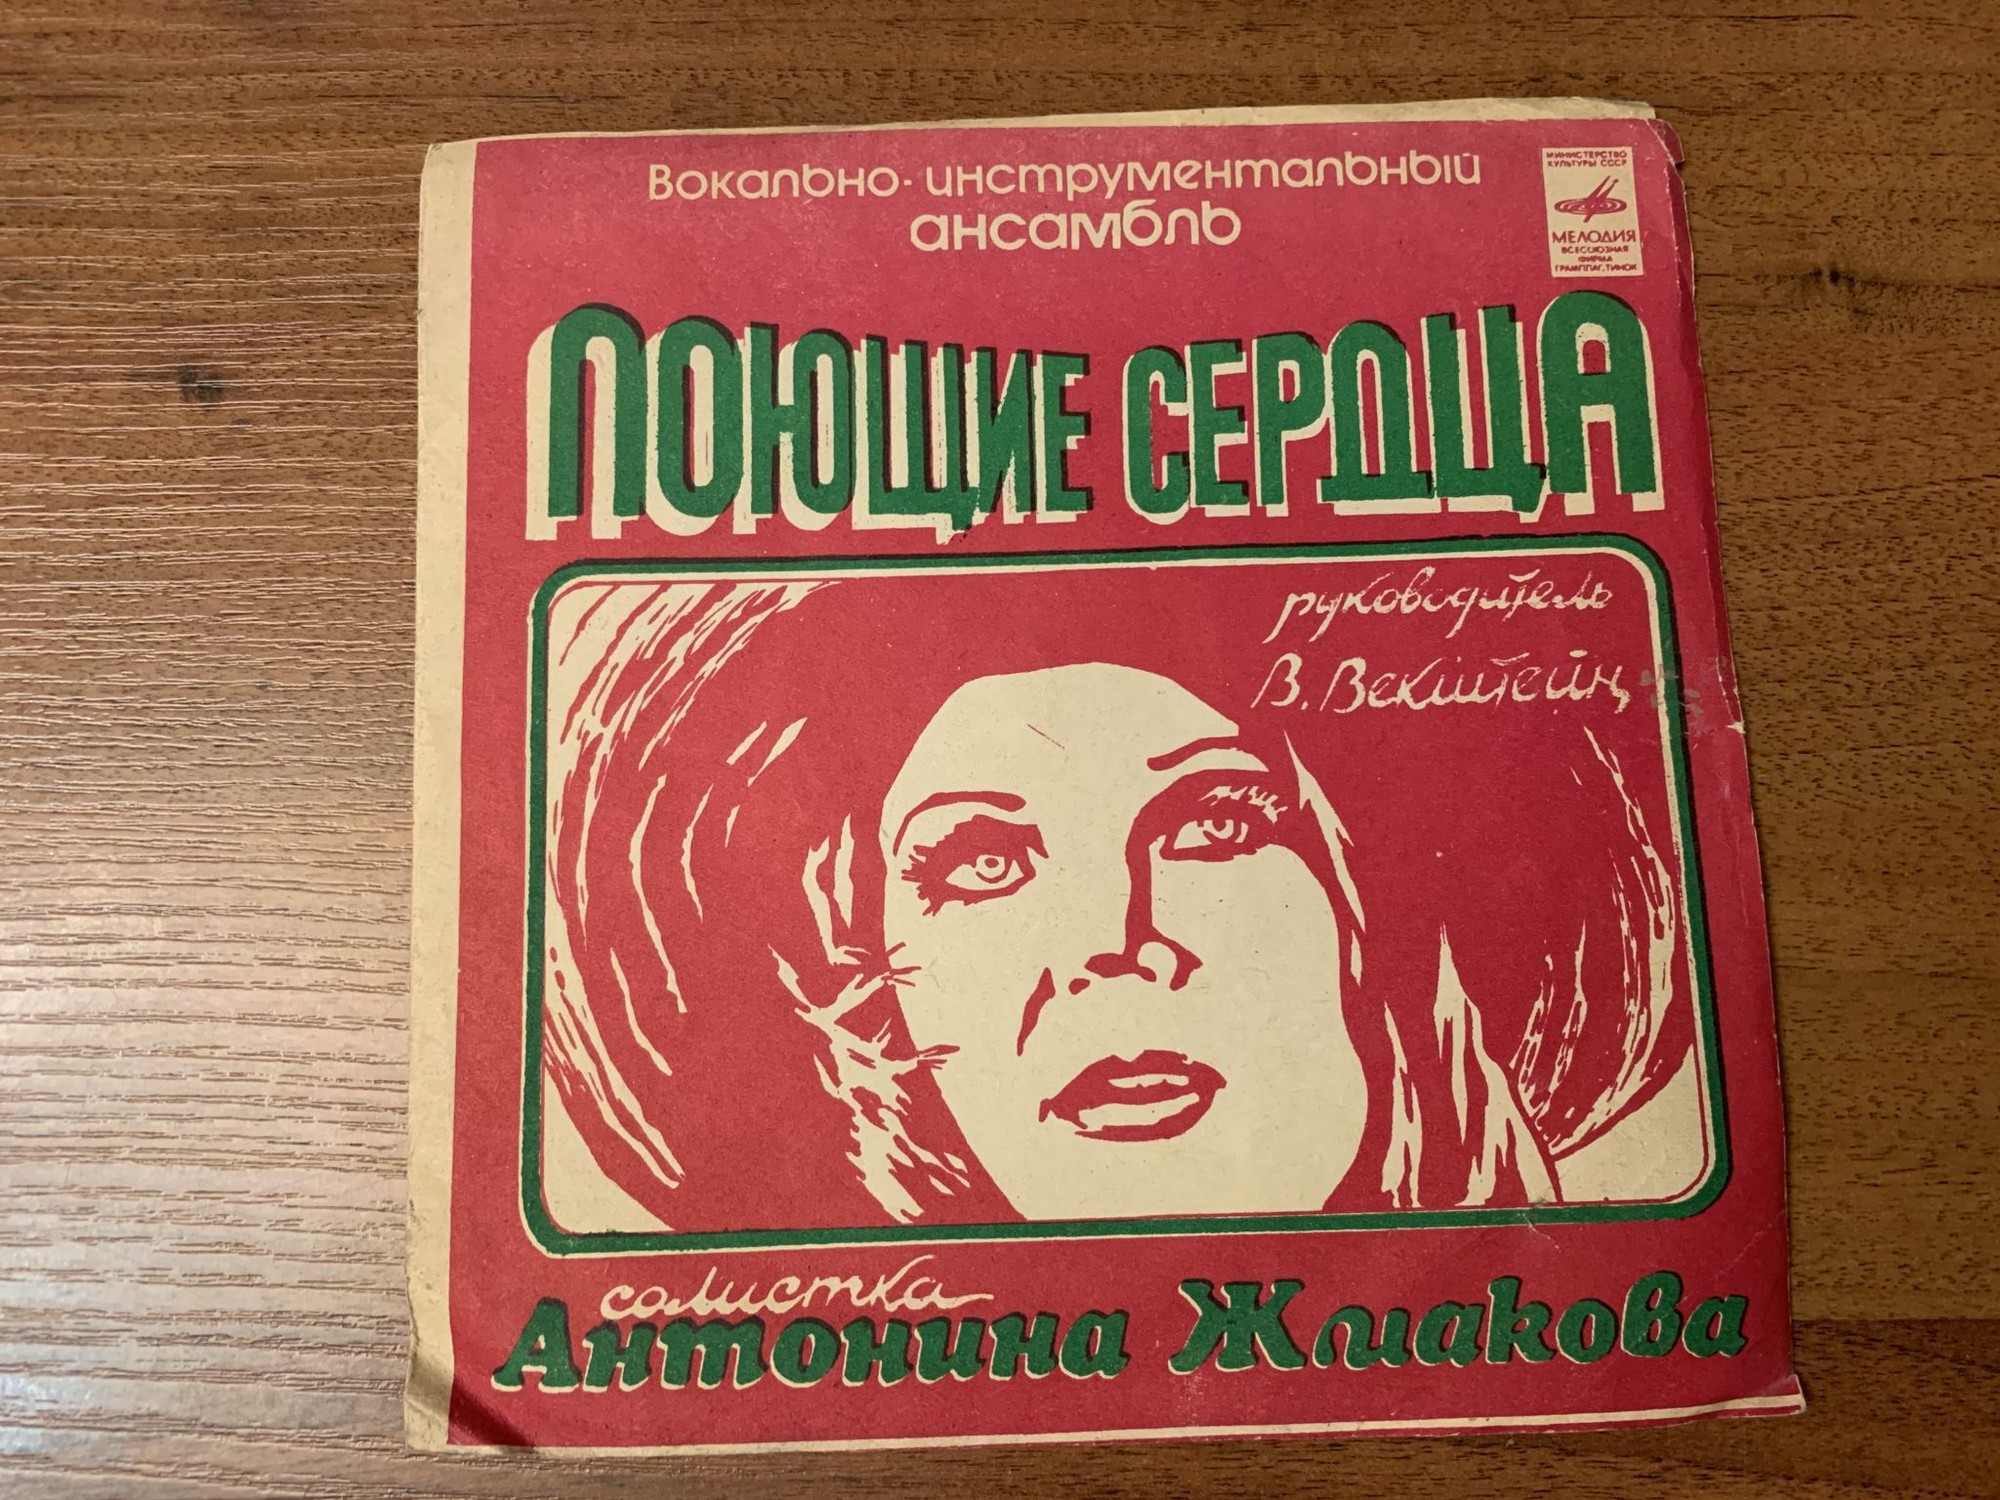 Вокально-инструментальный
ансамбль
МИНИСТЕРСТВО
КУЛЬТУРЫ СССР
МЕЛОДИЯ
ВСЕСОЮЗНАЯ
ФИРМА
ГРАМПЛАСТИНОК
ПОЮЩИЕ СЕРДЦА
руководитель
В. Векштейн
солистка
Антонина Жмакова